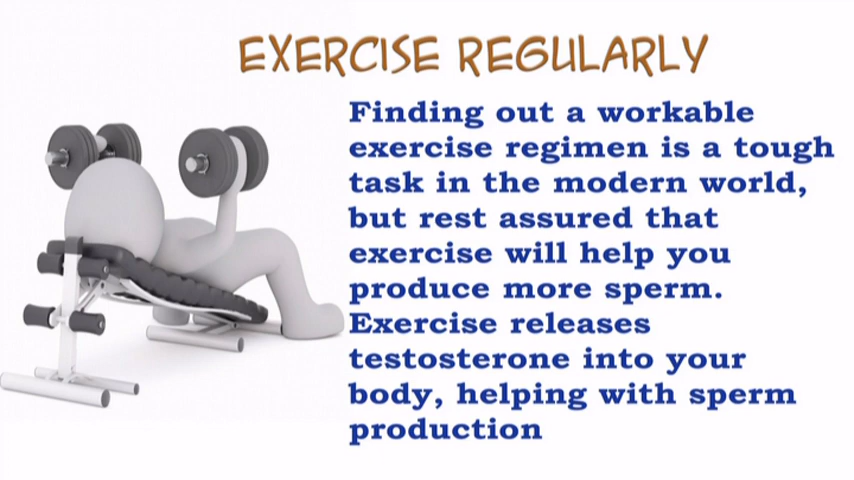 EXERCISE REGULARLY
Finding out a workable
exercise regimen is a tough
task in the modern world,
but rest assured that
exercise will help you
produce more sperm.
Exercise releases
testosterone into your
body, helping with sperm
production